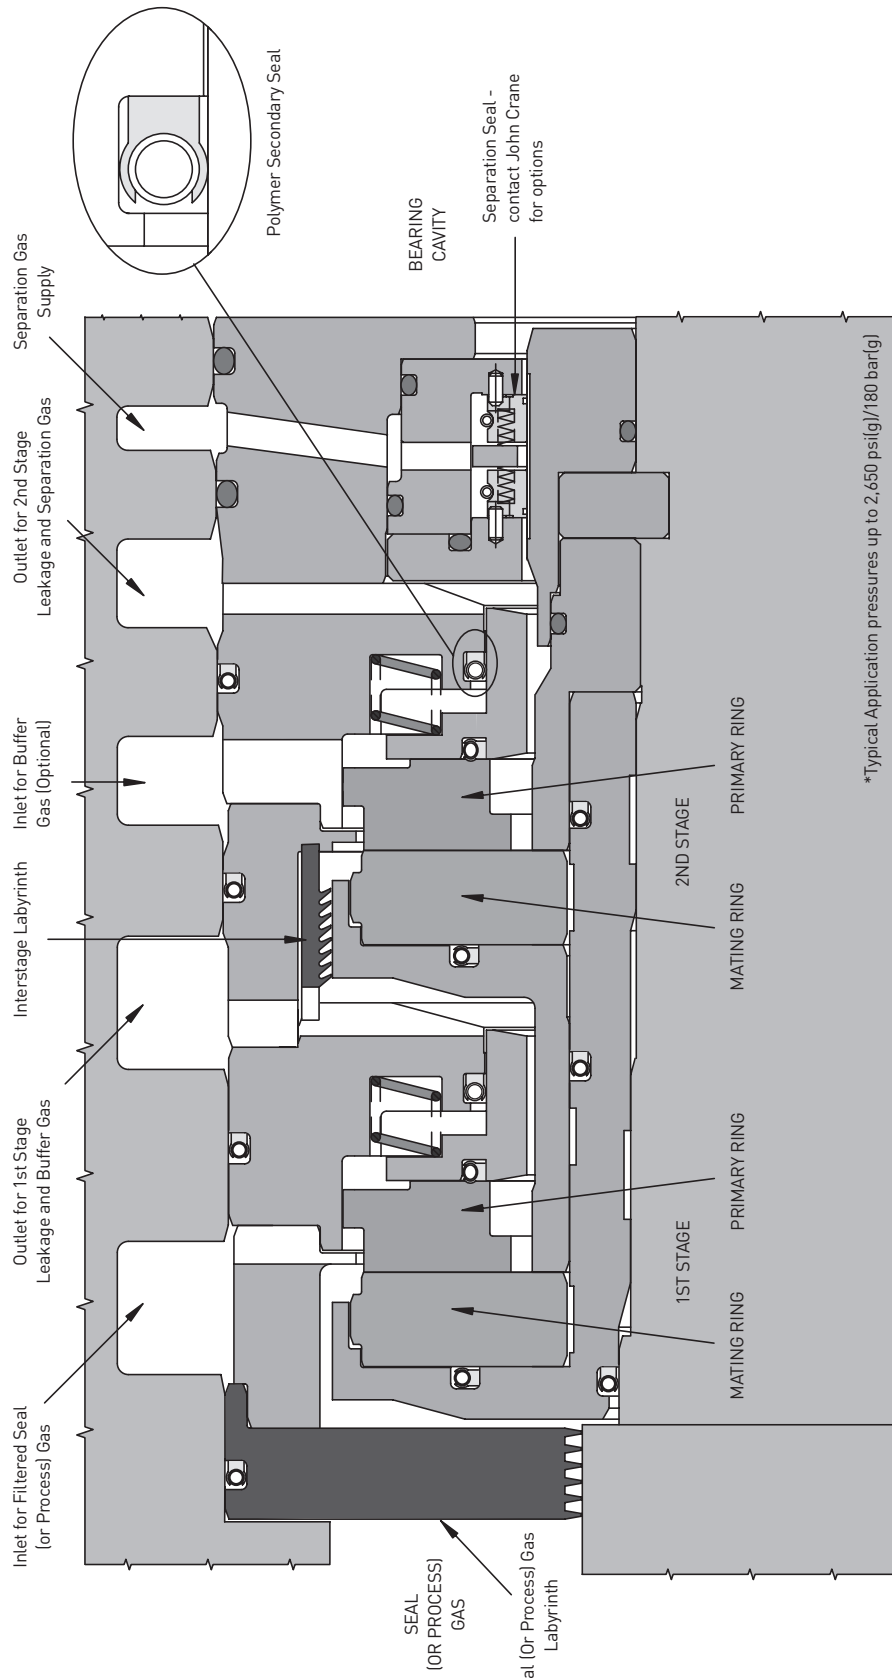 Inlet for Filtered Seal
(or Process) Gas
Outlet for 1st Stage
Leakage and Buffer Gas
Interstage Labyrinth
Inlet for Buffer
Gas (Optional)
Outlet for 2nd Stage
Leakage and Separation Gas
Separation Gas
Supply
Polymer Secondary Seal
BEARING
CAVITY
Separation Seal -
contact John Crane
for options
SEAL
(OR PROCESS)
GAS
al (Or Process) Gas
Labyrinth
1ST STAGE
2ND STAGE
MATING RING
PRIMARY RING
MATING RING
PRIMARY RING
*Typical Application pressures up to 2,650 psi(g)/180 bar(g)